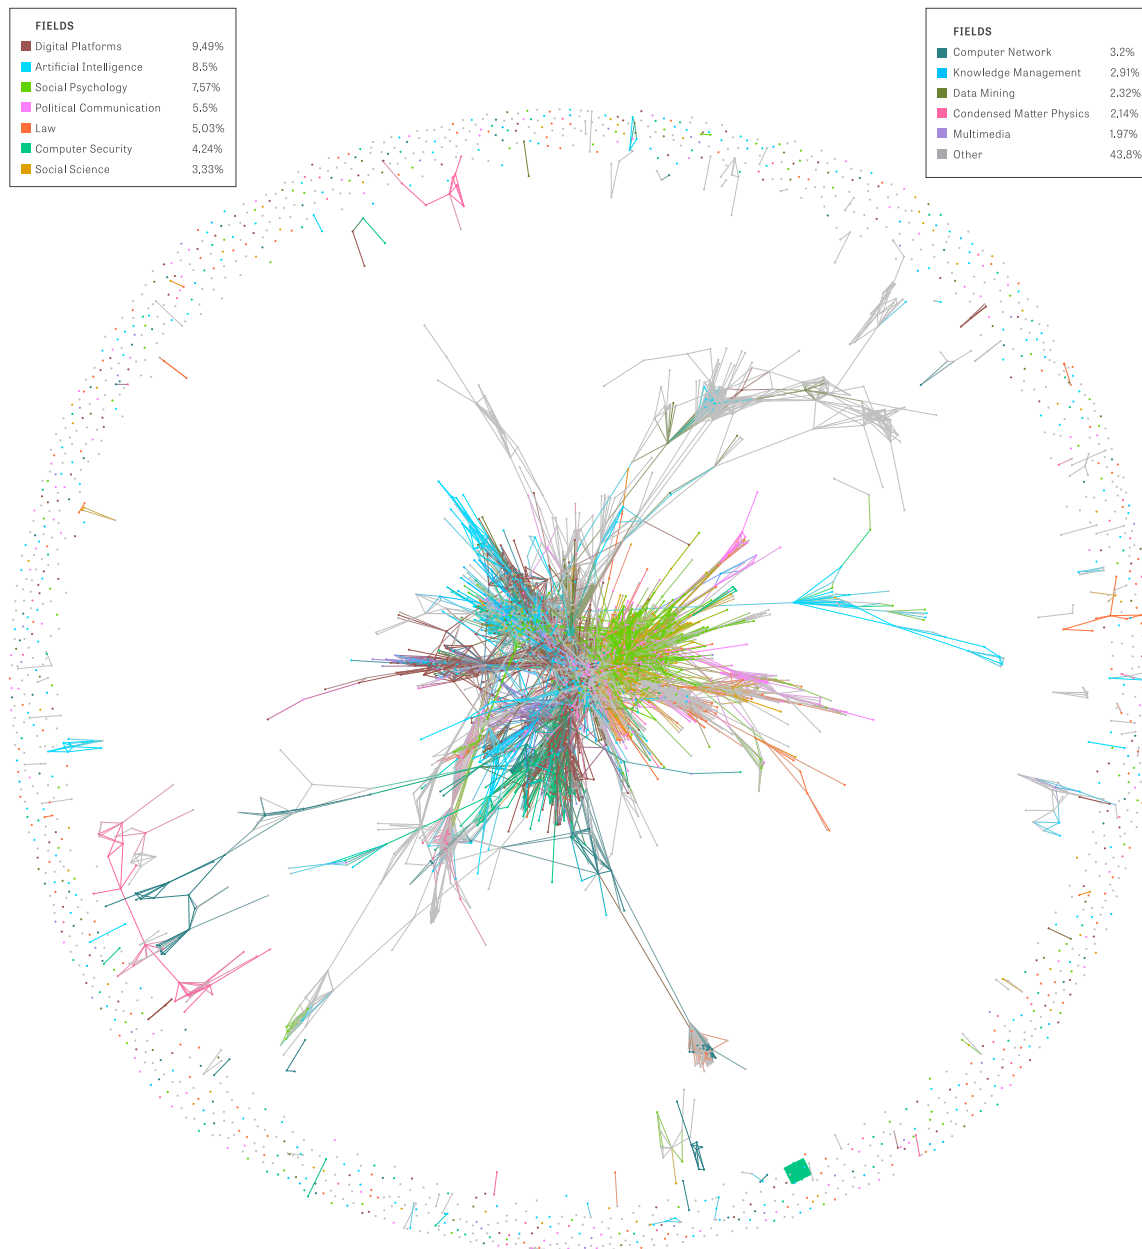 FIELDS
Digital Platforms 9,49%
Artificial Intelligence 8.5%
Social Psychology 7,57%
Political Communication 5.5%
Law 5,03%
Computer Security 4,24%
Social Science 3,33%
FIELDS
Computer Network 3.2%
Knowledge Management 2,91%
Data Mining 2.32%
Condensed Matter Physics 2,14%
Multimedia 1,97%
Other 43,8%